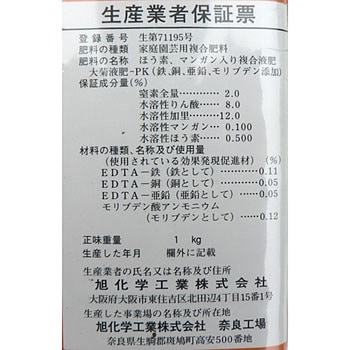 生産業者保証票
登録番号 生第71195号
肥料の種類 家庭園芸用複合肥料
肥料の名称 ほう素、マンガン入り複合液肥
大菊液肥-PK(鉄、銅、亜鉛、モリブデン添加)
保証成分量(%)
窒素全量…………… 2.0
水溶性りん酸………… 8.0
水溶性加里…………12.0
水溶性マンガン… 0.100
水溶性ほう素…… 0.500
材料の種類、名称及び使用量
(使用されている効果発現促進材) (%)
EDTA-鉄(鉄として)…………0.11
EDTA-銅(銅として)…………0.05
EDTA-亜鉛(亜鉛として)……0.05
モリブデン酸アンモニウム
(モリブデンとして)……0.12
正味重量 1 kg
生産した年月 欄外に記載
生産業者の氏名又は名称及び住所
旭化学工業株式会社
大阪府大阪市東住吉区北田辺4丁目15番1号
生産した事業場の名称及び所在地
旭化学工業株式会社 奈良工場
奈良県生駒郡斑鳩町高安500番地